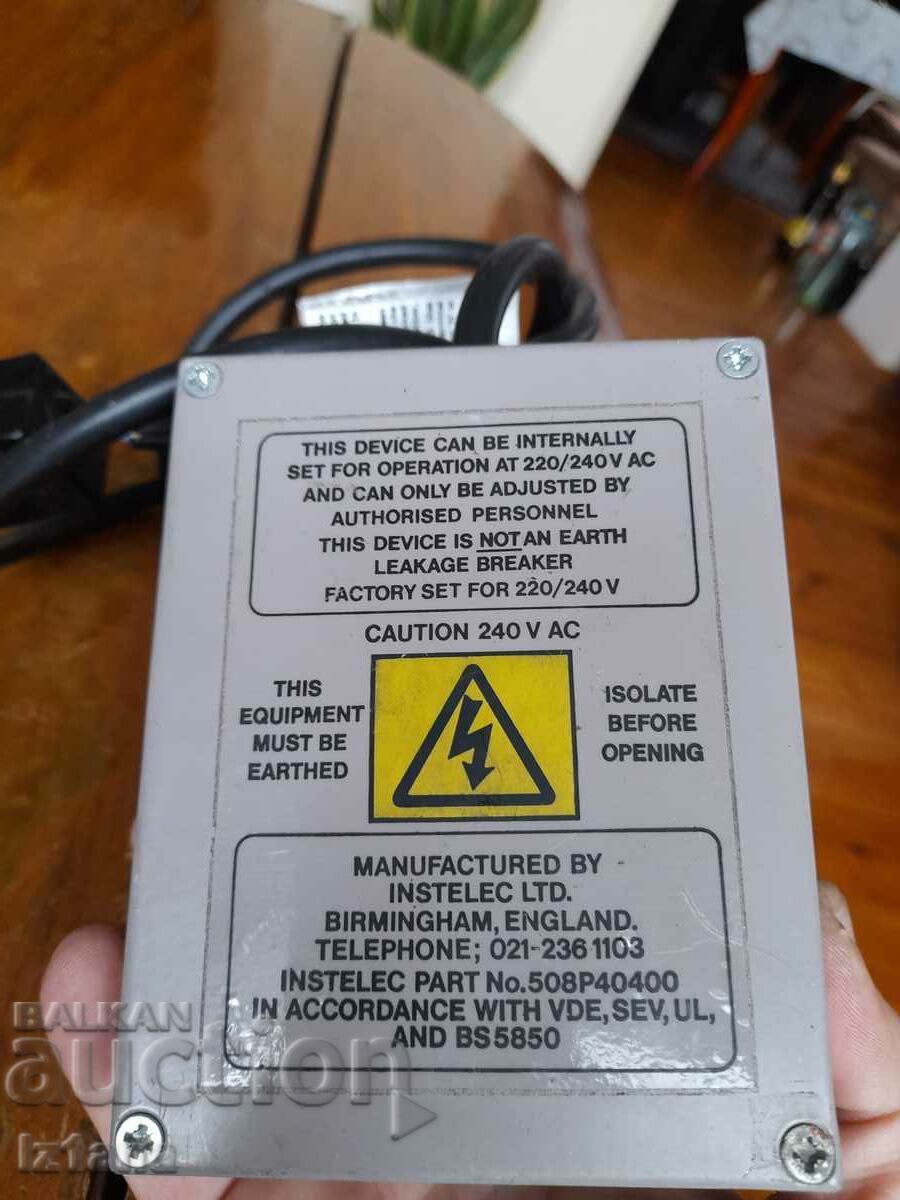 THIS DEVICE CAN BE INTERNALLY
SET FOR OPERATION AT 220/240 V AC
AND CAN ONLY BE ADJUSTED BY
AUTHORISED PERSONNEL
THIS DEVICE IS NOT AN EARTH
LEAKAGE BREAKER
FACTORY SET FOR 220/240 V
CAUTION 240 V AC
THIS
EQUIPMENT
MUST BE
EARTHED
ISOLATE
BEFORE
OPENING
MANUFACTURED BY
INSTELEC LTD.
BIRMINGHAM, ENGLAND.
TELEPHONE; 021-236 1103
INSTELEC PART No. 508P40400
IN ACCORDANCE WITH VDE, SEV, UL,
AND BS5850
BALKAN
auction